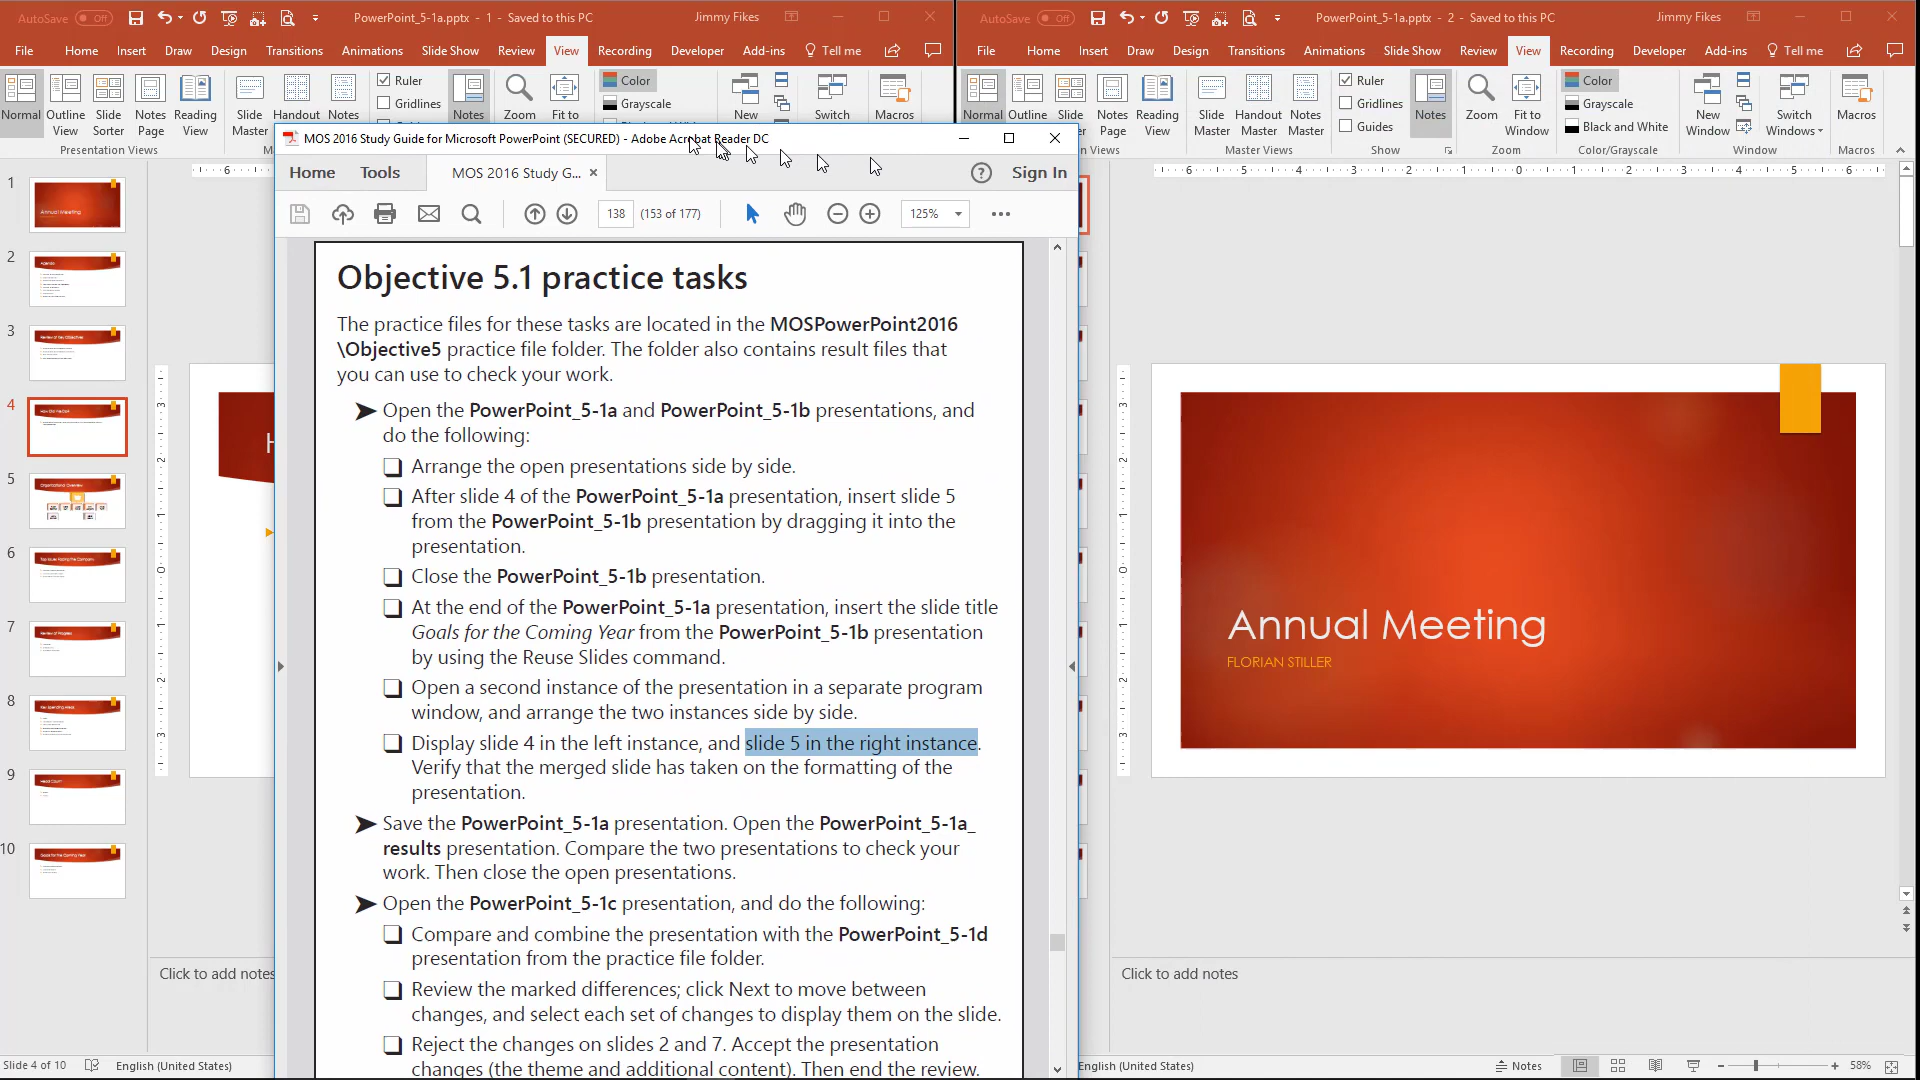 AutoSave Off PowerPoint_5-1a.pptx - 1 - Saved to this PC Jimmy Fikes
File Home Insert Draw Design Transitions Animations Slide Show Review View Recording Developer Add-ins Tell me
Ruler Color
Gridlines Grayscale
Normal Outline View Slide Sorter Notes Page Reading View Slide Master Handout Notes Notes Zoom Fit to New Switch Macros
Presentation Views
AutoSave Off PowerPoint_5-1a.pptx - 2 - Saved to this PC Jimmy Fikes
File Home Insert Draw Design Transitions Animations Slide Show Review View Recording Developer Add-ins Tell me
Ruler Color
Gridlines Grayscale
Guides Black and White
Normal Outline View Slide Notes Page Reading View Slide Master Handout Master Notes Master Notes Zoom Fit to Window New Window Switch Windows Macros
n Views Master Views Show Zoom Color/Grayscale Window Macros
MOS 2016 Study Guide for Microsoft PowerPoint (SECURED) - Adobe Acrobat Reader DC
Home Tools MOS 2016 Study G... Sign In
138 (153 of 177) 125%
Objective 5.1 practice tasks
The practice files for these tasks are located in the MOSPowerPoint2016
\Objective5 practice file folder. The folder also contains result files that
you can use to check your work.
Open the PowerPoint_5-1a and PowerPoint_5-1b presentations, and
do the following:
Arrange the open presentations side by side.
After slide 4 of the PowerPoint_5-1a presentation, insert slide 5
from the PowerPoint_5-1b presentation by dragging it into the
presentation.
Close the PowerPoint_5-1b presentation.
At the end of the PowerPoint_5-1a presentation, insert the slide title
Goals for the Coming Year from the PowerPoint_5-1b presentation
by using the Reuse Slides command.
Open a second instance of the presentation in a separate program
window, and arrange the two instances side by side.
Display slide 4 in the left instance, and slide 5 in the right instance.
Verify that the merged slide has taken on the formatting of the
presentation.
Save the PowerPoint_5-1a presentation. Open the PowerPoint_5-1a_
results presentation. Compare the two presentations to check your
work. Then close the open presentations.
Open the PowerPoint_5-1c presentation, and do the following:
Compare and combine the presentation with the PowerPoint_5-1d
presentation from the practice file folder.
Review the marked differences; click Next to move between
changes, and select each set of changes to display them on the slide.
Reject the changes on slides 2 and 7. Accept the presentation
changes (the theme and additional content). Then end the review.
1
Annual Meeting
2
3
4
5
6
7
8
9
10
H
Click to add notes
Slide 4 of 10 English (United States)
Annual Meeting
FLORIAN STILLER
Click to add notes
English (United States) Notes 58%